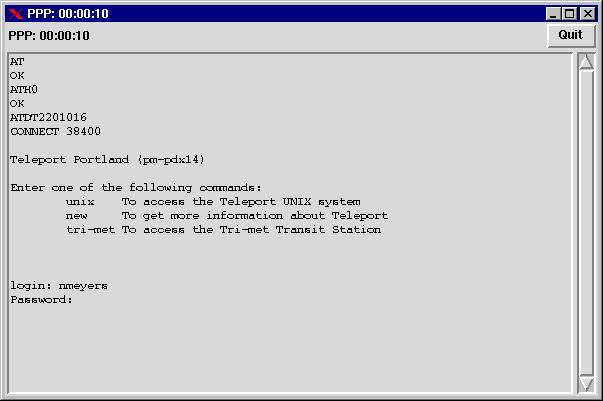 PPP: 00:00:10
PPP: 00:00:10 Quit
AT
OK
ATH0
OK
ATDT2201016
CONNECT 38400
Teleport Portland (pm-pdx14)
Enter one of the following commands:
unix To access the Teleport UNIX system
new To get more information about Teleport
tri-met To access the Tri-met Transit Station
login: nmeyers
Password: